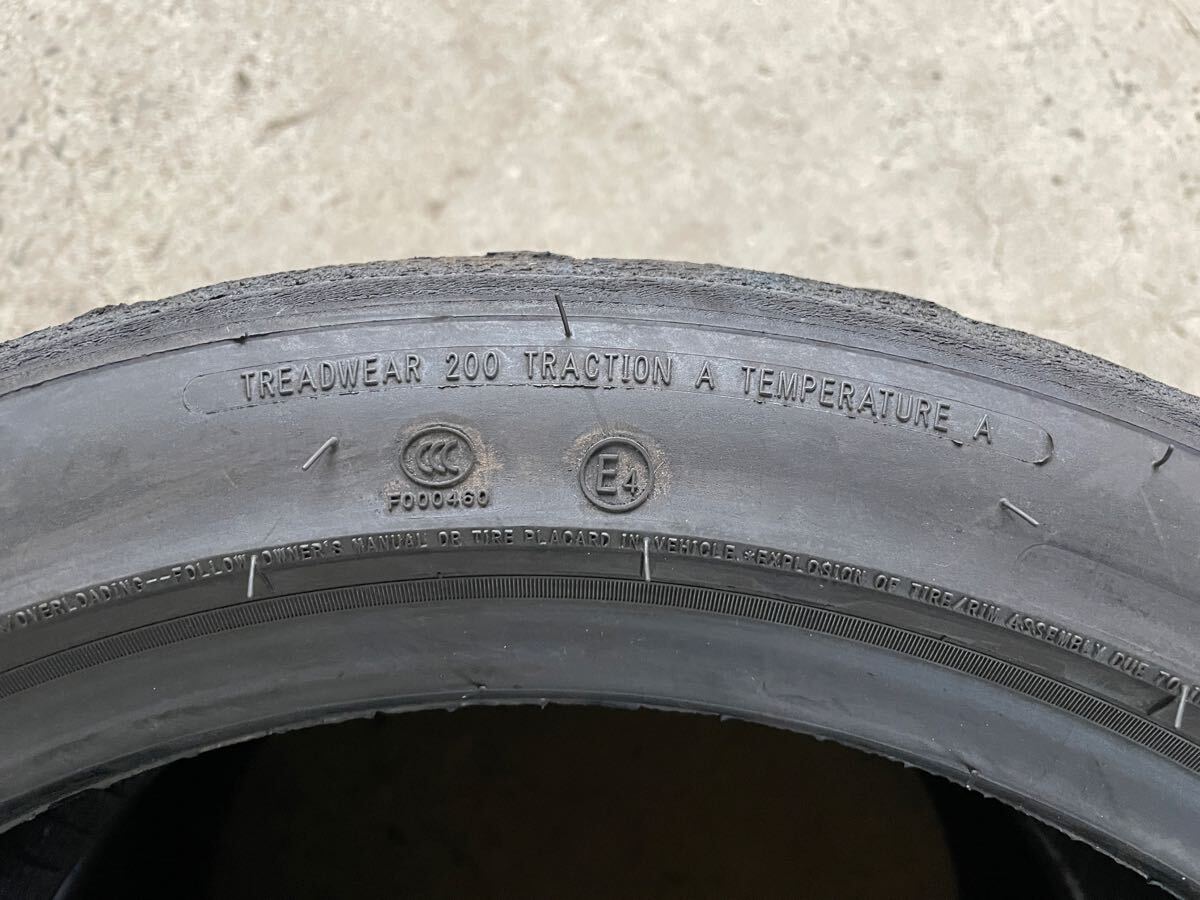 TREADWEAR 200 TRACTION A TEMPERATURE A
CCC
F000460
E4
/OVERLOADING--FOLLOW OWNER'S MANUAL OR TIRE PLACARD IN VEHICLE.*EXPLOSION OF TIRE/RIM ASSEMBLY DUE TO